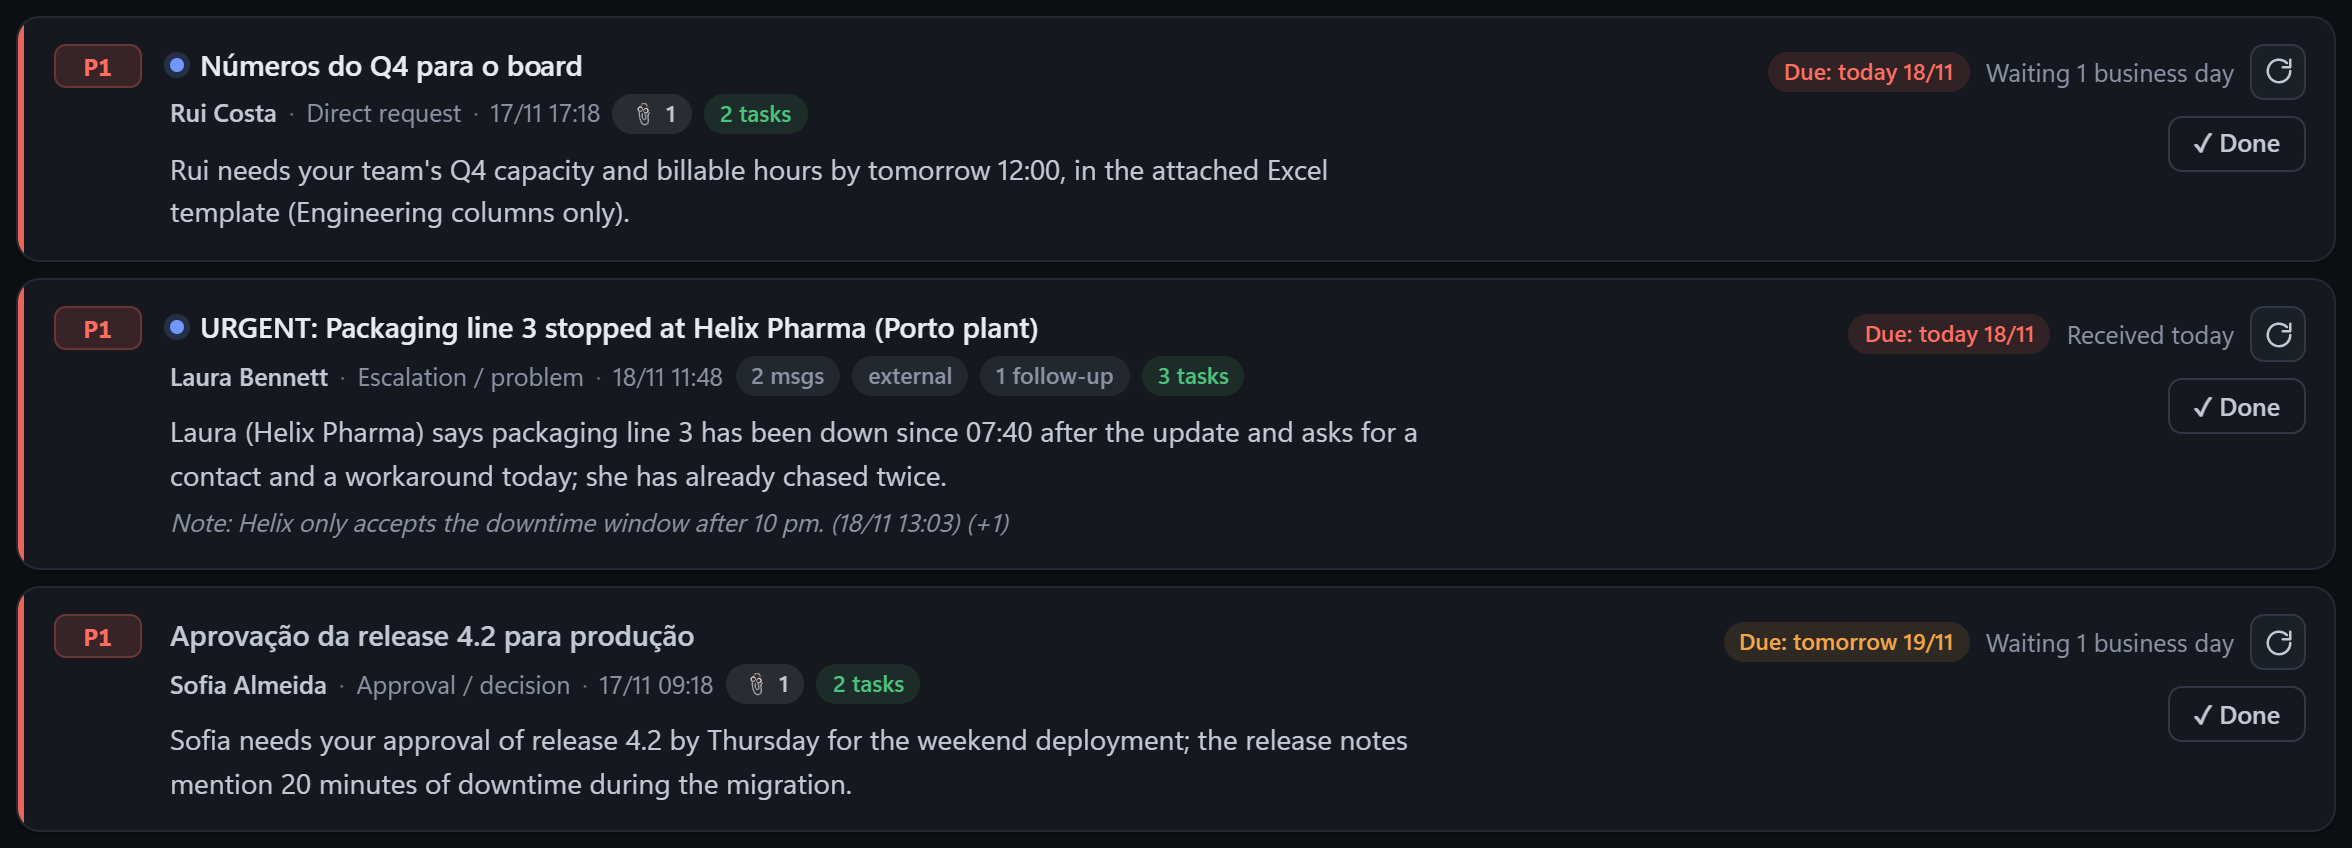 P1 Números do Q4 para o board Due: today 18/11 Waiting 1 business day
Rui Costa · Direct request · 17/11 17:18 1 2 tasks
✓ Done
Rui needs your team's Q4 capacity and billable hours by tomorrow 12:00, in the attached Excel
template (Engineering columns only).
P1 URGENT: Packaging line 3 stopped at Helix Pharma (Porto plant) Due: today 18/11 Received today
Laura Bennett · Escalation / problem · 18/11 11:48 2 msgs external 1 follow-up 3 tasks
✓ Done
Laura (Helix Pharma) says packaging line 3 has been down since 07:40 after the update and asks for a
contact and a workaround today; she has already chased twice.
Note: Helix only accepts the downtime window after 10 pm. (18/11 13:03) (+1)
P1 Aprovação da release 4.2 para produção Due: tomorrow 19/11 Waiting 1 business day
Sofia Almeida · Approval / decision · 17/11 09:18 1 2 tasks
✓ Done
Sofia needs your approval of release 4.2 by Thursday for the weekend deployment; the release notes
mention 20 minutes of downtime during the migration.